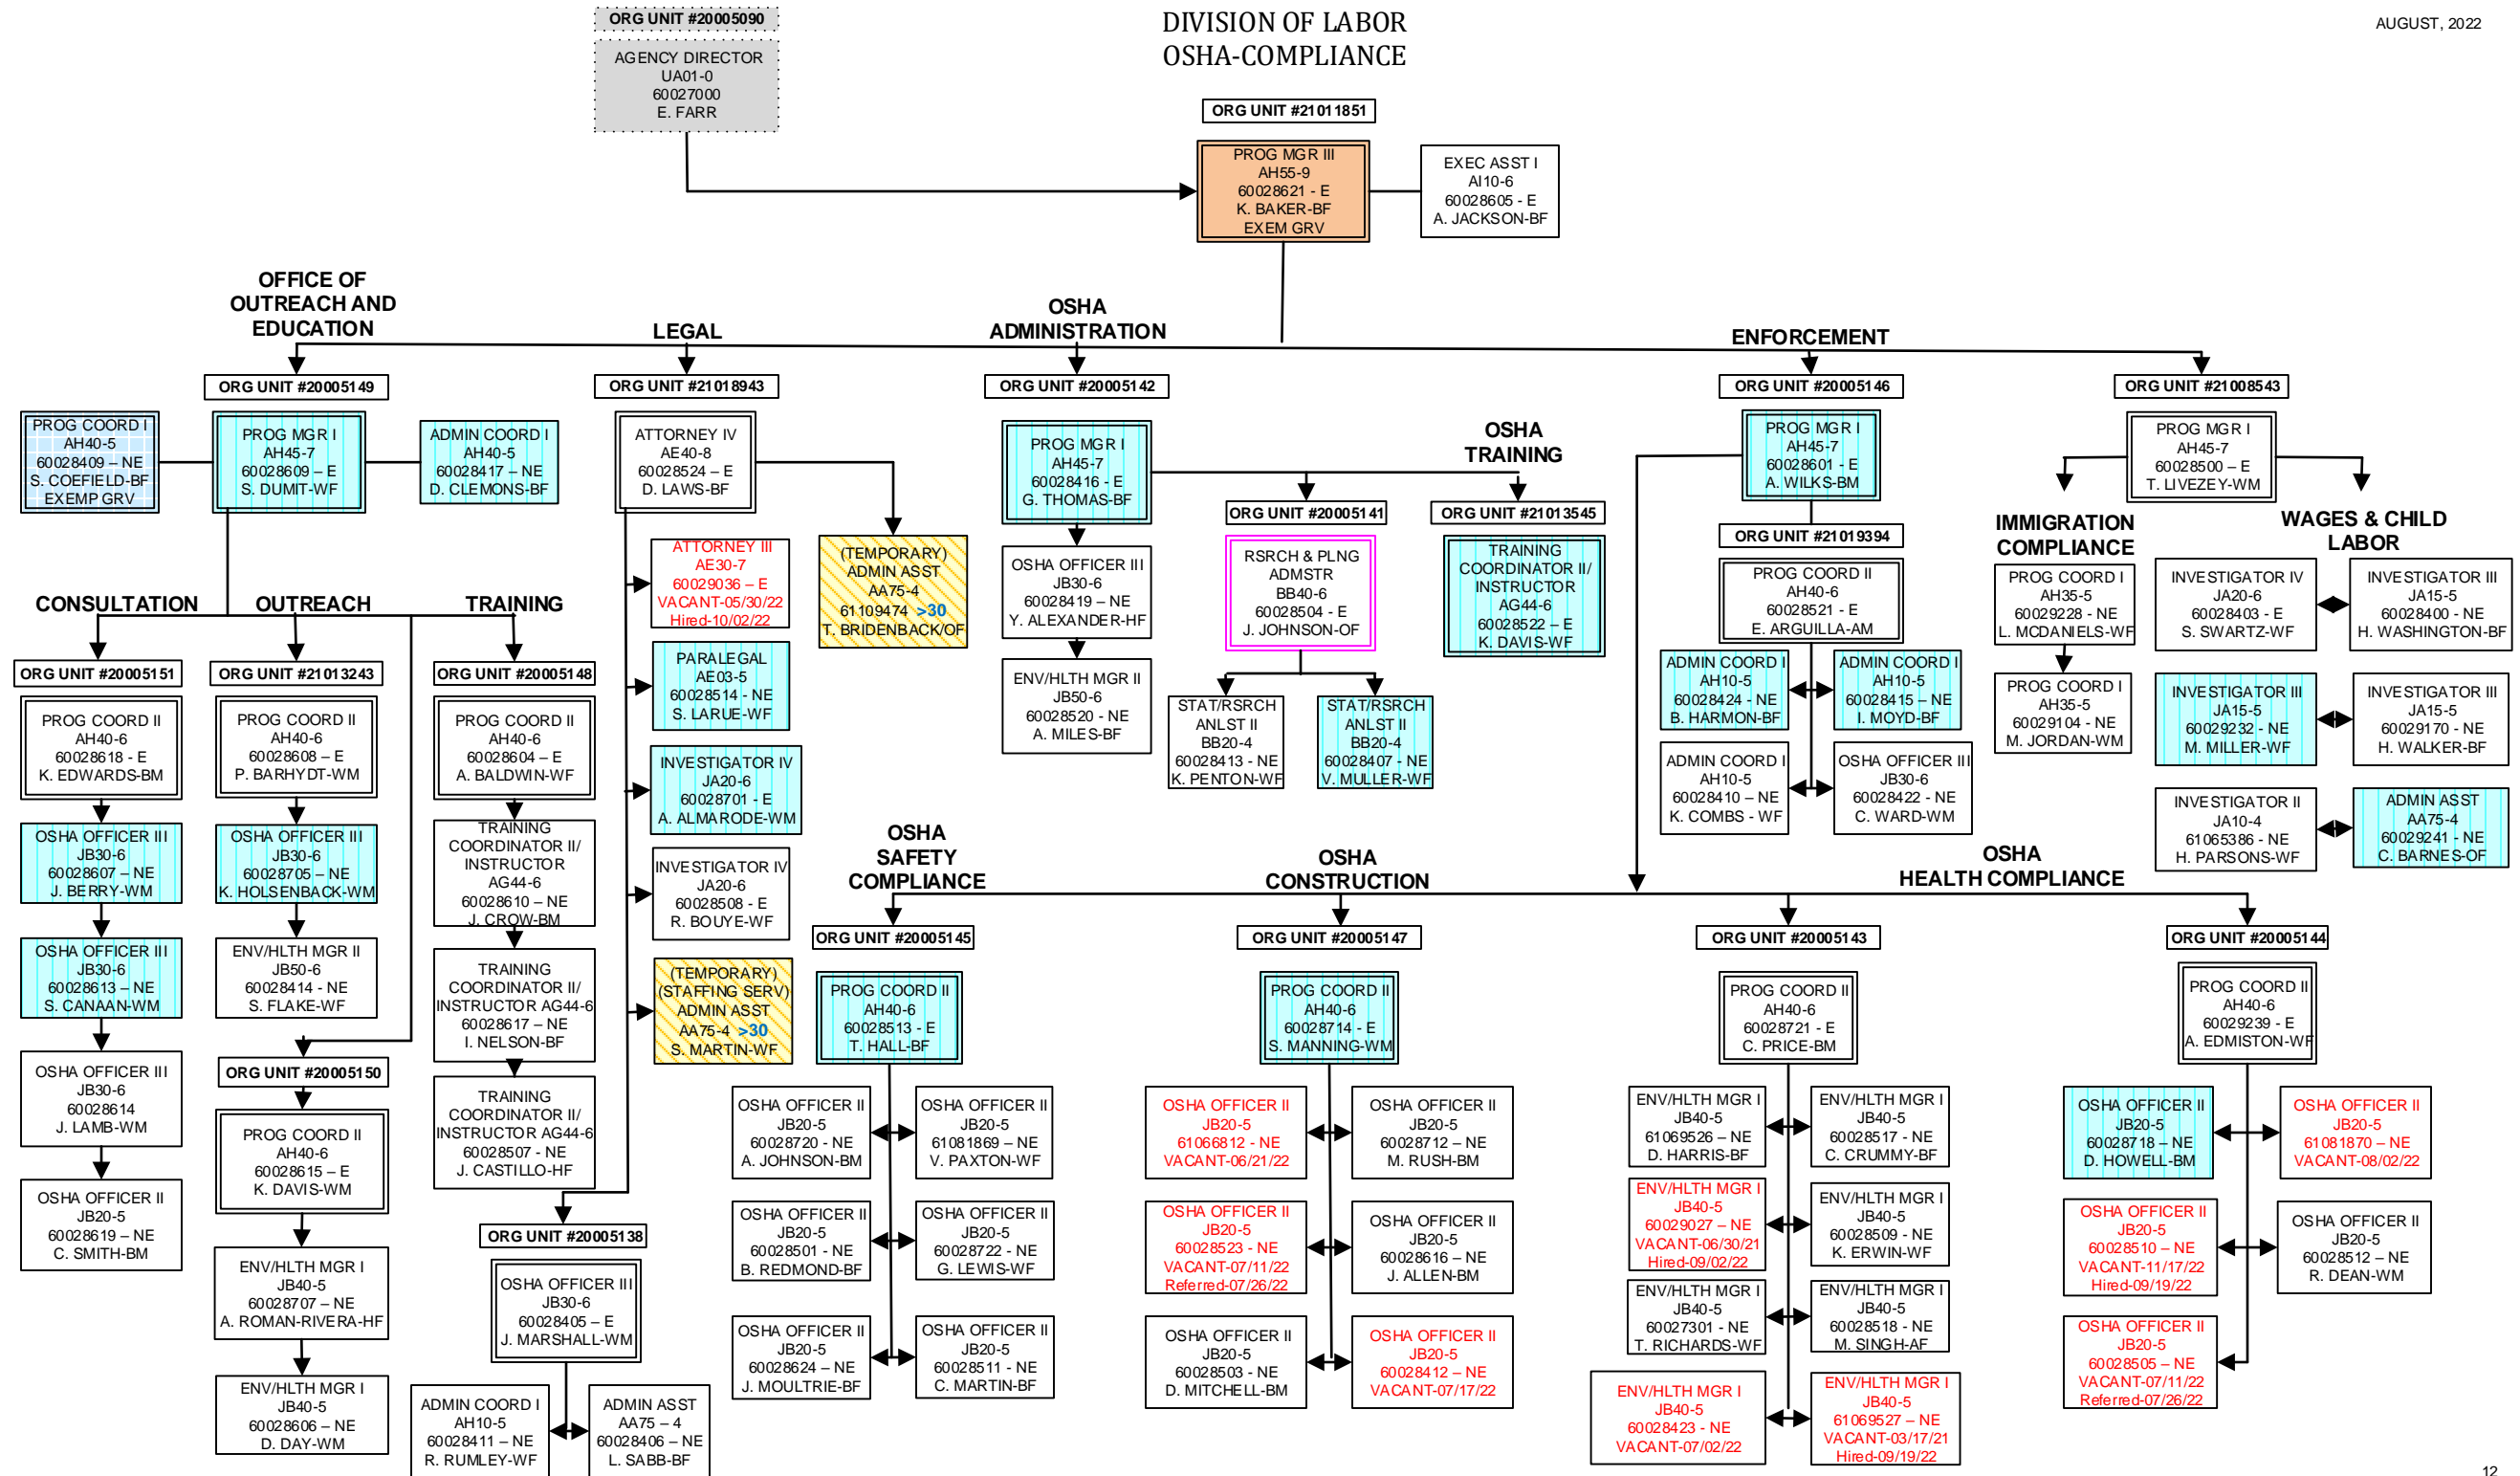 ORG UNIT #20005090
AGENCY DIRECTOR
UA01-0
60027000
E. FARR
DIVISION OF LABOR
OSHA-COMPLIANCE
AUGUST, 2022
ORG UNIT #21011851
PROG MGR III
AH55-9
60028621 - E
K. BAKER-BF
EXEM GRV
EXEC ASST I
AI10-6
60028605 - E
A. JACKSON-BF
OFFICE OF
OUTREACH AND
EDUCATION
LEGAL
OSHA
ADMINISTRATION
ENFORCEMENT
ORG UNIT #20005149
ORG UNIT #21018943
ORG UNIT #20005142
ORG UNIT #20005146
ORG UNIT #21008543
PROG COORD I
AH40-5
60028409 – NE
S. COEFIELD-BF
EXEMP GRV
PROG MGR I
AH45-7
60028609 – E
S. DUMIT-WF
ADMIN COORD I
AH40-5
60028417 – NE
D. CLEMONS-BF
ATTORNEY IV
AE40-8
60028524 – E
D. LAWS-BF
PROG MGR I
AH45-7
60028416 - E
G. THOMAS-BF
OSHA
TRAINING
PROG MGR I
AH45-7
60028601 - E
A. WILKS-BM
PROG MGR I
AH45-7
60028500 – E
T. LIVEZEY-WM
ORG UNIT #20005141
ORG UNIT #21013545
ORG UNIT #21019394
IMMIGRATION
COMPLIANCE
WAGES & CHILD
LABOR
ATTORNEY III
AE30-7
60029036 – E
VACANT-05/30/22
Hired-10/02/22
(TEMPORARY)
ADMIN ASST
AA75-4
61109474 >30
T. BRIDENBACK/OF
OSHA OFFICER III
JB30-6
60028419 – NE
Y. ALEXANDER-HF
RSRCH & PLNG
ADMSTR
BB40-6
60028504 - E
J. JOHNSON-OF
TRAINING
COORDINATOR II/
INSTRUCTOR
AG44-6
60028522 – E
K. DAVIS-WF
PROG COORD II
AH40-6
60028521 - E
E. ARGUILLA-AM
PROG COORD I
AH35-5
60029228 - NE
L. MCDANIELS-WF
INVESTIGATOR IV
JA20-6
60028403 - E
S. SWARTZ-WF
INVESTIGATOR III
JA15-5
60028400 - NE
H. WASHINGTON-BF
CONSULTATION
OUTREACH
TRAINING
ORG UNIT #20005151
ORG UNIT #21013243
ORG UNIT #20005148
PARALEGAL
AE03-5
60028514 - NE
S. LARUE-WF
ENV/HLTH MGR II
JB50-6
60028520 - NE
A. MILES-BF
STAT/RSRCH
ANLST II
BB20-4
60028413 - NE
K. PENTON-WF
STAT/RSRCH
ANLST II
BB20-4
60028407 - NE
V. MULLER-WF
ADMIN COORD I
AH10-5
60028424 - NE
B. HARMON-BF
ADMIN COORD I
AH10-5
60028415 – NE
I. MOYD-BF
PROG COORD I
AH35-5
60029104 - NE
M. JORDAN-WM
INVESTIGATOR III
JA15-5
60029232 - NE
M. MILLER-WF
INVESTIGATOR III
JA15-5
60029170 - NE
H. WALKER-BF
PROG COORD II
AH40-6
60028618 - E
K. EDWARDS-BM
PROG COORD II
AH40-6
60028608 – E
P. BARHYDT-WM
PROG COORD II
AH40-6
60028604 – E
A. BALDWIN-WF
INVESTIGATOR IV
JA20-6
60028701 - E
A. ALMARODE-WM
ADMIN COORD I
AH10-5
60028410 – NE
K. COMBS - WF
OSHA OFFICER III
JB30-6
60028422 - NE
C. WARD-WM
INVESTIGATOR II
JA10-4
61065386 - NE
H. PARSONS-WF
ADMIN ASST
AA75-4
60029241 - NE
C. BARNES-OF
OSHA OFFICER III
JB30-6
60028607 – NE
J. BERRY-WM
OSHA OFFICER III
JB30-6
60028705 – NE
K. HOLSENBACK-WM
TRAINING
COORDINATOR II/
INSTRUCTOR
AG44-6
60028610 – NE
J. CROW-BM
INVESTIGATOR IV
JA20-6
60028508 - E
R. BOUYE-WF
OSHA
SAFETY
COMPLIANCE
OSHA
CONSTRUCTION
OSHA
HEALTH COMPLIANCE
ORG UNIT #20005145
ORG UNIT #20005147
ORG UNIT #20005143
ORG UNIT #20005144
OSHA OFFICER III
JB30-6
60028613 – NE
S. CANAAN-WM
ENV/HLTH MGR II
JB50-6
60028414 - NE
S. FLAKE-WF
TRAINING
COORDINATOR II/
INSTRUCTOR AG44-6
60028617 – NE
I. NELSON-BF
(TEMPORARY)
(STAFFING SERV)
ADMIN ASST
AA75-4 >30
S. MARTIN-WF
PROG COORD II
AH40-6
60028513 - E
T. HALL-BF
PROG COORD II
AH40-6
60028714 - E
S. MANNING-WM
PROG COORD II
AH40-6
60028721 - E
C. PRICE-BM
PROG COORD II
AH40-6
60029239 - E
A. EDMISTON-WF
OSHA OFFICER III
JB30-6
60028614
J. LAMB-WM
ORG UNIT #20005150
PROG COORD II
AH40-6
60028615 – E
K. DAVIS-WM
TRAINING
COORDINATOR II/
INSTRUCTOR AG44-6
60028507 - NE
J. CASTILLO-HF
OSHA OFFICER II
JB20-5
60028720 - NE
A. JOHNSON-BM
OSHA OFFICER II
JB20-5
61081869 – NE
V. PAXTON-WF
OSHA OFFICER II
JB20-5
61066812 - NE
VACANT-06/21/22
OSHA OFFICER II
JB20-5
60028712 – NE
M. RUSH-BM
ENV/HLTH MGR I
JB40-5
61069526 – NE
D. HARRIS-BF
ENV/HLTH MGR I
JB40-5
60028517 – NE
C. CRUMMY-BF
OSHA OFFICER II
JB20-5
60028718 – NE
D. HOWELL-BM
OSHA OFFICER II
JB20-5
61081870 – NE
VACANT-08/02/22
OSHA OFFICER II
JB20-5
60028619 – NE
C. SMITH-BM
ORG UNIT #20005138
OSHA OFFICER II
JB20-5
60028501 - NE
B. REDMOND-BF
OSHA OFFICER II
JB20-5
60028722 – NE
G. LEWIS-WF
OSHA OFFICER II
JB20-5
60028523 – NE
VACANT-07/11/22
Referred-07/26/22
OSHA OFFICER II
JB20-5
60028616 – NE
J. ALLEN-BM
ENV/HLTH MGR I
JB40-5
60029027 – NE
VACANT-06/30/21
Hired-09/02/22
ENV/HLTH MGR I
JB40-5
60028509 – NE
K. ERWIN-WF
OSHA OFFICER II
JB20-5
60028510 – NE
VACANT-11/17/22
Hired-09/19/22
OSHA OFFICER II
JB20-5
60028512 – NE
R. DEAN-WM
ENV/HLTH MGR I
JB40-5
60028707 – NE
A. ROMAN-RIVERA-HF
OSHA OFFICER III
JB30-6
60028405 – E
J. MARSHALL-WM
OSHA OFFICER II
JB20-5
60028624 – NE
J. MOULTRIE-BF
OSHA OFFICER II
JB20-5
60028511 – NE
C. MARTIN-BF
OSHA OFFICER II
JB20-5
60028503 - NE
D. MITCHELL-BM
OSHA OFFICER II
JB20-5
60028412 – NE
VACANT-07/17/22
ENV/HLTH MGR I
JB40-5
60027301 - NE
T. RICHARDS-WF
ENV/HLTH MGR I
JB40-5
60028518 - NE
M. SINGH-AF
OSHA OFFICER II
JB20-5
60028505 – NE
VACANT-07/11/22
Referred-07/26/22
ENV/HLTH MGR I
JB40-5
60028606 – NE
D. DAY-WM
ADMIN COORD I
AH10-5
60028411 – NE
R. RUMLEY-WF
ADMIN ASST
AA75 – 4
60028406 – NE
L. SABB-BF
ENV/HLTH MGR I
JB40-5
60028423 - NE
VACANT-07/02/22
ENV/HLTH MGR I
JB40-5
61069527 – NE
VACANT-03/17/21
Hired-09/19/22
12